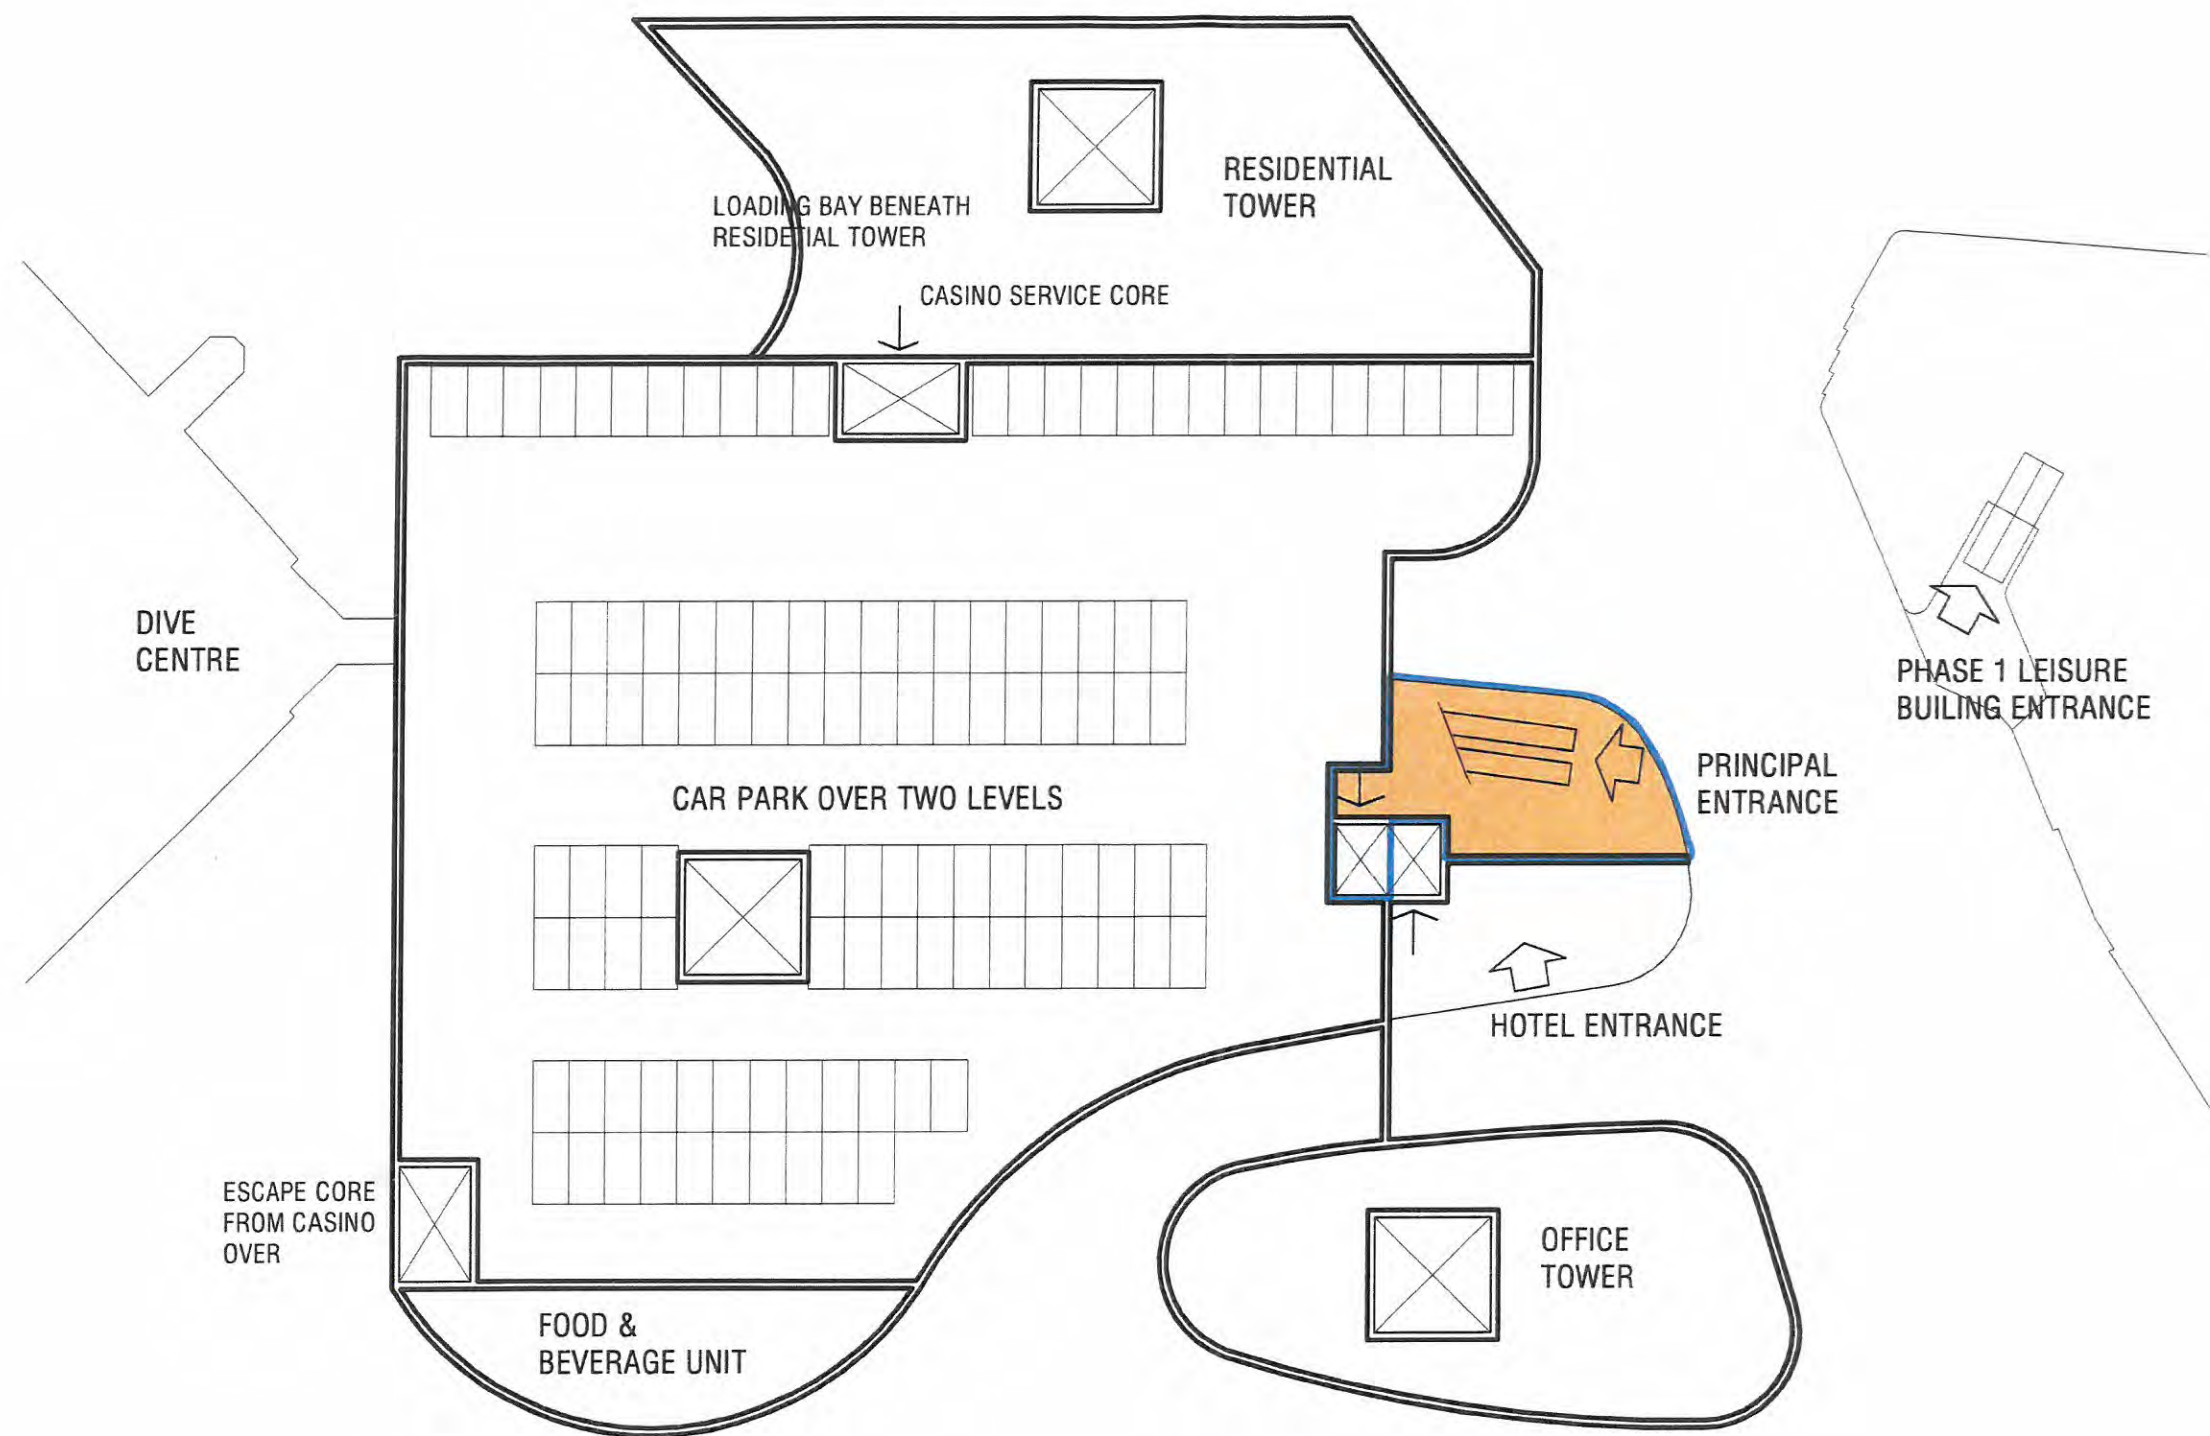 RESIDENTIAL
TOWER
LOADING BAY BENEATH
RESIDETIAL TOWER
CASINO SERVICE CORE
DIVE
CENTRE
PHASE 1 LEISURE
BUILING ENTRANCE
PRINCIPAL
ENTRANCE
CAR PARK OVER TWO LEVELS
HOTEL ENTRANCE
ESCAPE CORE
FROM CASINO
OVER
OFFICE
TOWER
FOOD &
BEVERAGE UNIT